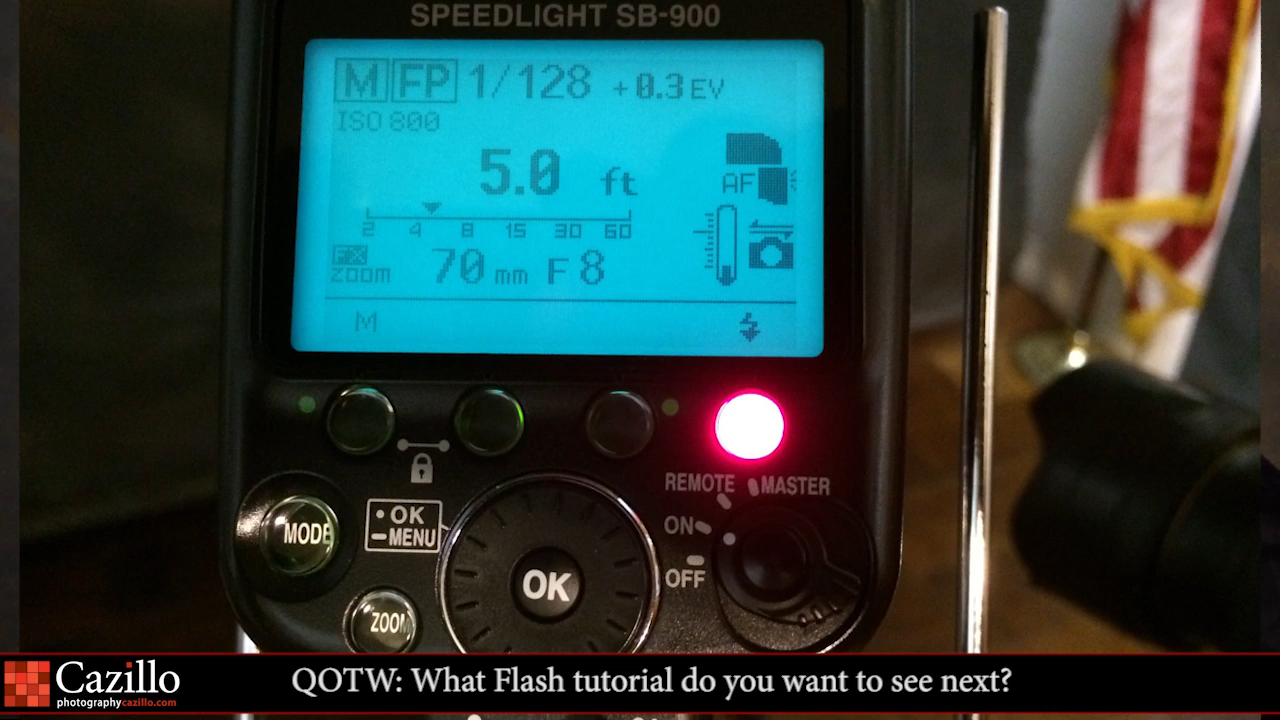 SPEEDLIGHT SB-900
M FP 1/128 +0.3 EV
ISO 800
5.0 ft
AF
2 4 8 15 30 60
FX
ZOOM 70 mm F 8
M
REMOTE MASTER
MODE
• OK
MENU
ON
OK
OFF
ZOOM
Cazillo
photographycazillo.com
QOTW: What Flash tutorial do you want to see next?